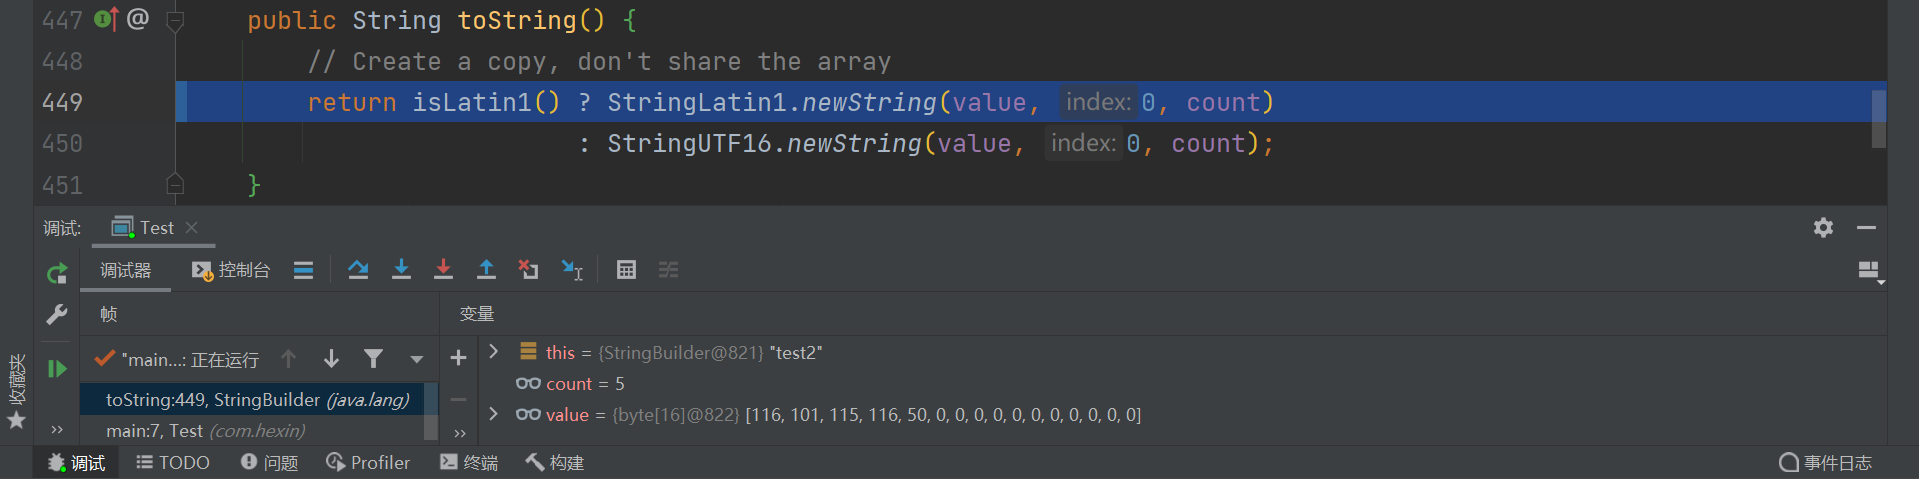 447 @ public String toString() {
448 // Create a copy, don't share the array
449 return isLatin1() ? StringLatin1.newString(value, index: 0, count)
450 : StringUTF16.newString(value, index: 0, count);
451 }
调试: Test
调试器 控制台
帧 变量
"main...: 正在运行
this = {StringBuilder@821} "test2"
count = 5
toString:449, StringBuilder (java.lang)
value = {byte[16]@822} [116, 101, 115, 116, 50, 0, 0, 0, 0, 0, 0, 0, 0, 0, 0, 0]
main:7, Test (com.hexin)
收藏夹
调试 TODO 问题 Profiler 终端 构建 事件日志